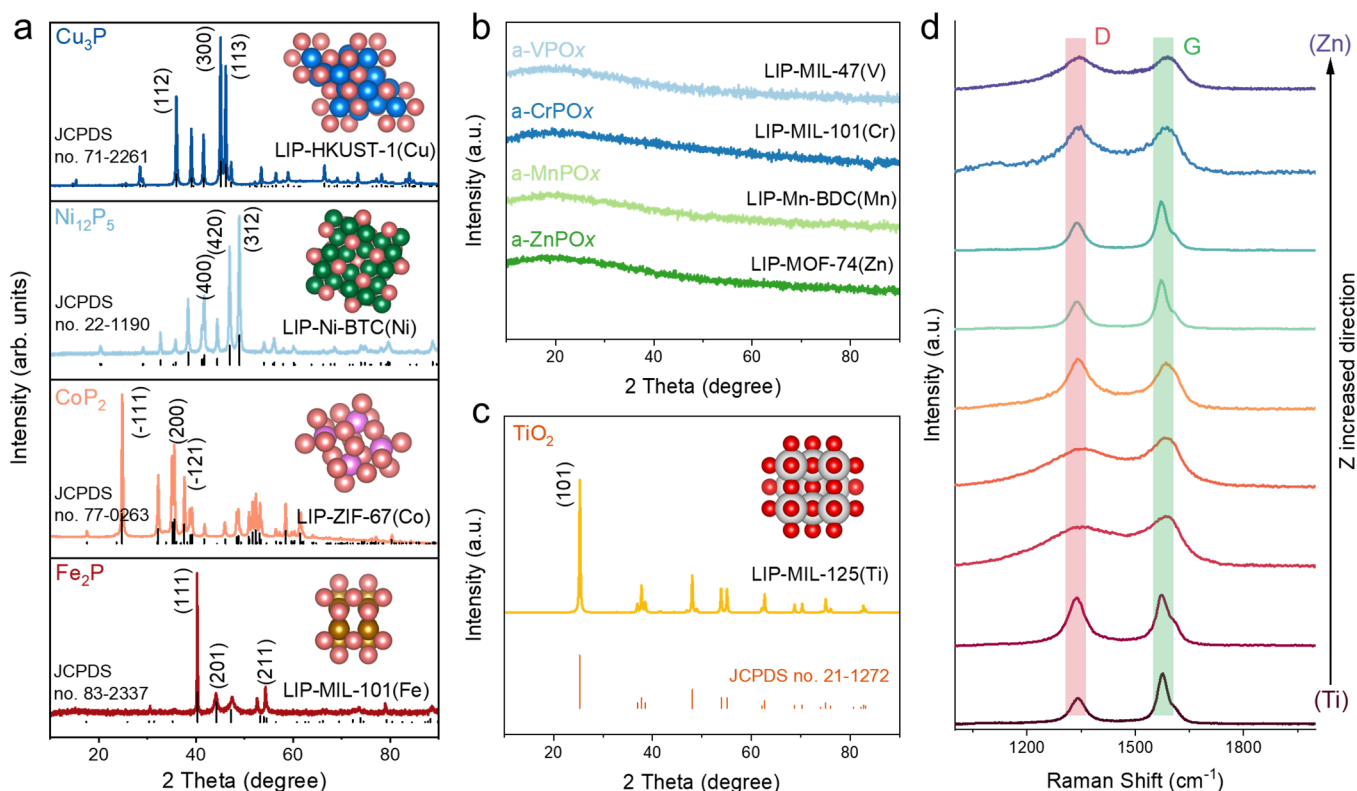 a
Intensity (arb. units)
Cu₃P
(112)
(300)
(113)
JCPDS
no. 71-2261
LIP-HKUST-1(Cu)
Ni₁₂P₅
(400)
(420)
(312)
JCPDS
no. 22-1190
LIP-Ni-BTC(Ni)
CoP₂
(-111)
(200)
(-121)
JCPDS
no. 77-0263
LIP-ZIF-67(Co)
Fe₂P
(111)
(201)
(211)
JCPDS
no. 83-2337
LIP-MIL-101(Fe)
20 40 60 80
2 Theta (degree)
b
Intensity (a.u.)
a-VPOx
LIP-MIL-47(V)
a-CrPOx
LIP-MIL-101(Cr)
a-MnPOx
LIP-Mn-BDC(Mn)
a-ZnPOx
LIP-MOF-74(Zn)
20 40 60 80
2 Theta (degree)
c
Intensity (a.u.)
TiO₂
(101)
LIP-MIL-125(Ti)
JCPDS no. 21-1272
20 40 60 80
2 Theta (degree)
d
Intensity (a.u.)
D
G
(Zn)
Z increased direction
(Ti)
1200 1500 1800
Raman Shift (cm⁻¹)